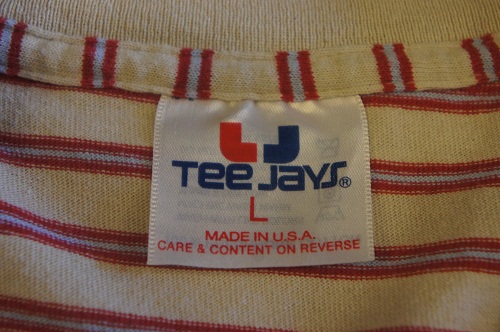 TEE JAYS®
L
MADE IN U.S.A.
CARE & CONTENT ON REVERSE